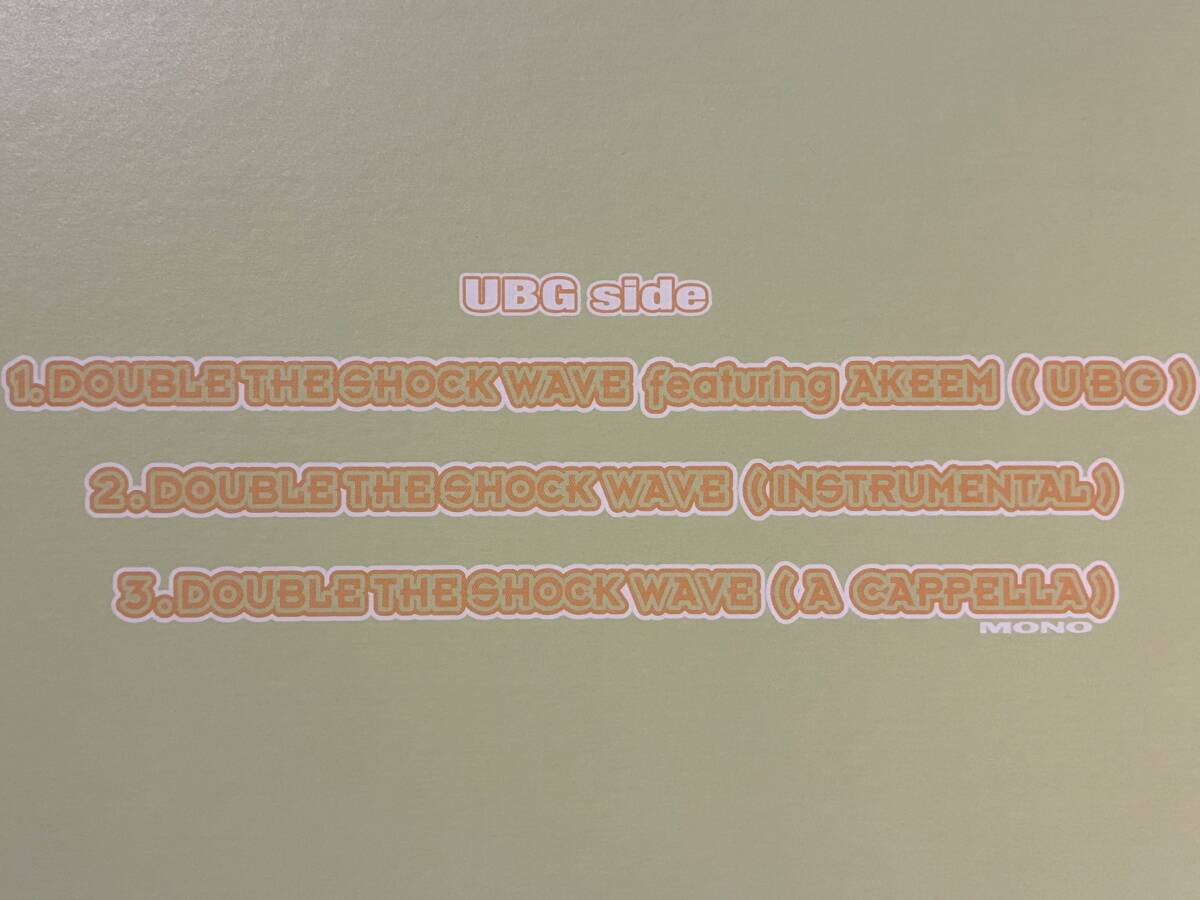 UBG side
1.DOUBLE THE SHOCK WAVE featuring AKEEM (UBG)
2.DOUBLE THE SHOCK WAVE (INSTRUMENTAL)
3.DOUBLE THE SHOCK WAVE (A CAPPELLA)
MONO